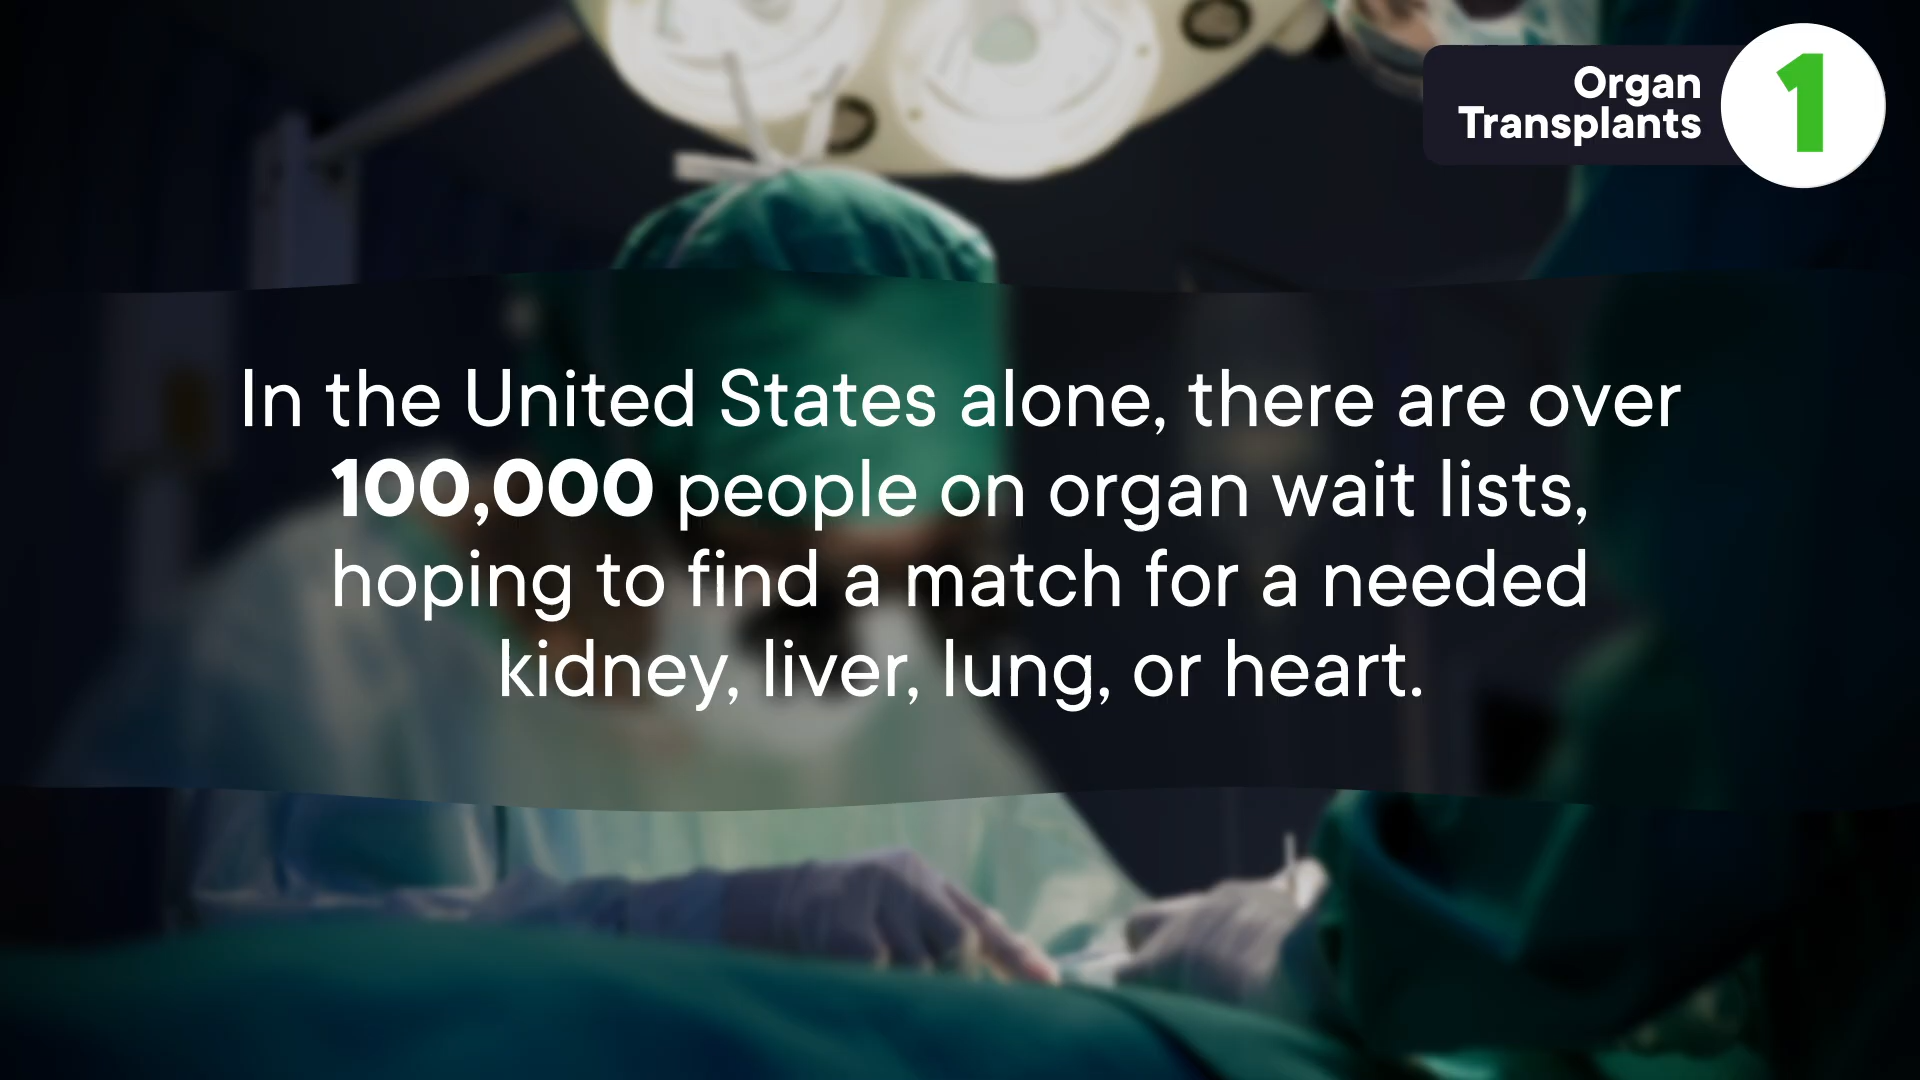 Organ
Transplants
1
In the United States alone, there are over
100,000 people on organ wait lists,
hoping to find a match for a needed
kidney, liver, lung, or heart.